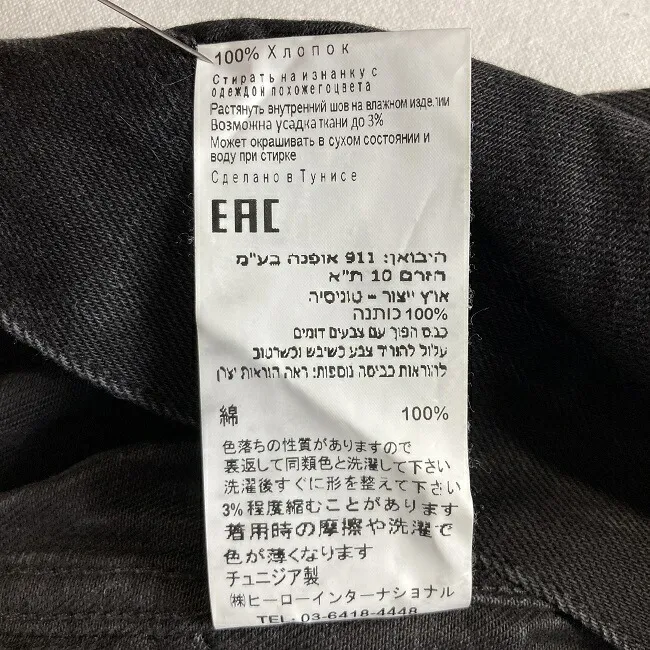 100% Хлопок
Стирать на изнанку с
одеждой похожегоцвета
Растянуть внутренний шов на влажном изделии
Возможна усадка ткани до 3%
Может окрашивать в сухом состоянии и
воду при стирке
Сделано в Тунисе
EAC
היבואן: 911 אופנה בע"מ
הזרם 10 ת"א
ארץ ייצור - טוניסיה
100% כותנה
כבס הפוך עם צבעים דומים
עלול להוריד צבע כשיבש וכשרטוב
להוראות כביסה נוספות: ראה הוראות יצרן
綿 100%
色落ちの性質がありますので
裏返して同類色と洗濯して下さい
洗濯後すぐに形を整えて下さい
3%程度縮むことがあります
着用時の摩擦や洗濯で
色が薄くなります
チュニジア製
㈱ヒーローインターナショナル
TEL: 03-6418-4448